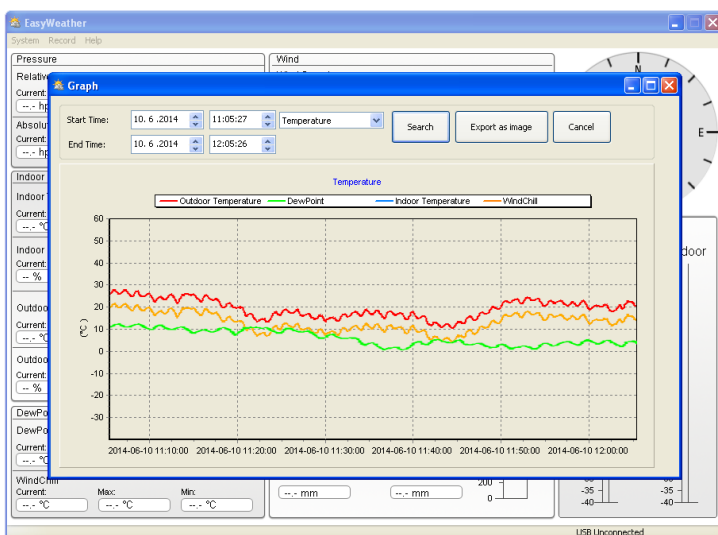 EasyWeather
System Record Help
Pressure
Wind
Relative
Current:
--.- hp
Absolu
Current
--.- hp
Indoor
Indoor
Current:
--.- °C
Indoor
Current:
-- %
Outdoo
Current:
--.- °C
Outdoo
Current:
-- %
DewPo
DewPo
Current:
--.- °C
WindChill
Current: Max: Min:
--.- °C --.- °C --.- °C
N
E
Graph
Start Time: 10. 6 .2014 11:05:27 Temperature Search Export as image Cancel
End Time: 10. 6 .2014 12:05:26
Temperature
Outdoor Temperature DewPoint Indoor Temperature WindChill
60
50
40
30
20
10
0
-10
-20
-30
(℃)
2014-06-10 11:10:00 2014-06-10 11:20:00 2014-06-10 11:30:00 2014-06-10 11:40:00 2014-06-10 11:50:00 2014-06-10 12:00:00
door
--.- mm --.- mm
200
0
-35 -35
-40 -40
USB Unconnected